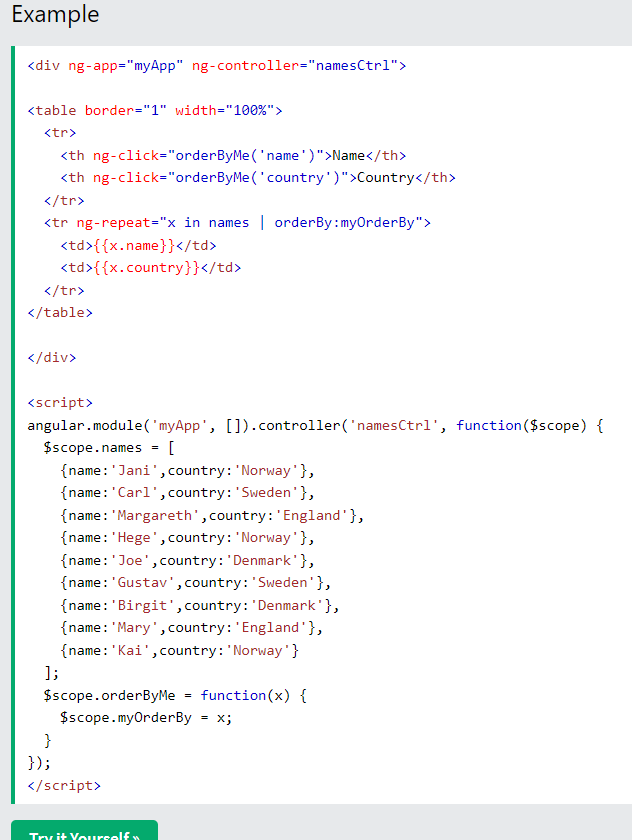 Example
<div ng-app="myApp" ng-controller="namesCtrl">
<table border="1" width="100%">
<tr>
<th ng-click="orderByMe('name')">Name</th>
<th ng-click="orderByMe('country')">Country</th>
</tr>
<tr ng-repeat="x in names | orderBy:myOrderBy">
<td>{{x.name}}</td>
<td>{{x.country}}</td>
</tr>
</table>
</div>
<script>
angular.module('myApp', []).controller('namesCtrl', function($scope) {
$scope.names = [
{name:'Jani',country:'Norway'},
{name:'Carl',country:'Sweden'},
{name:'Margareth',country:'England'},
{name:'Hege',country:'Norway'},
{name:'Joe',country:'Denmark'},
{name:'Gustav',country:'Sweden'},
{name:'Birgit',country:'Denmark'},
{name:'Mary',country:'England'},
{name:'Kai',country:'Norway'}
];
$scope.orderByMe = function(x) {
$scope.myOrderBy = x;
}
});
</script>
Try it Yourself »